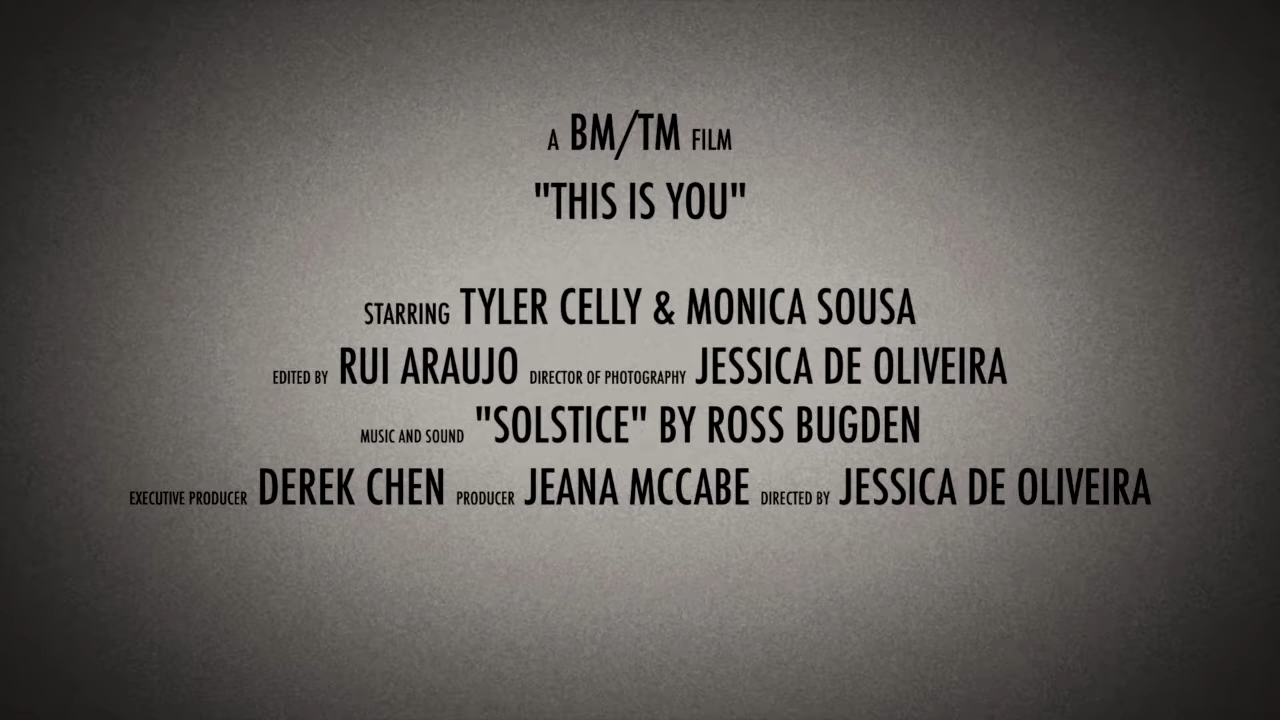 A BM/TM FILM
"THIS IS YOU"
STARRING TYLER CELLY & MONICA SOUSA
EDITED BY RUI ARAUJO DIRECTOR OF PHOTOGRAPHY JESSICA DE OLIVEIRA
MUSIC AND SOUND "SOLSTICE" BY ROSS BUGDEN
EXECUTIVE PRODUCER DEREK CHEN PRODUCER JEANA MCCABE DIRECTED BY JESSICA DE OLIVEIRA